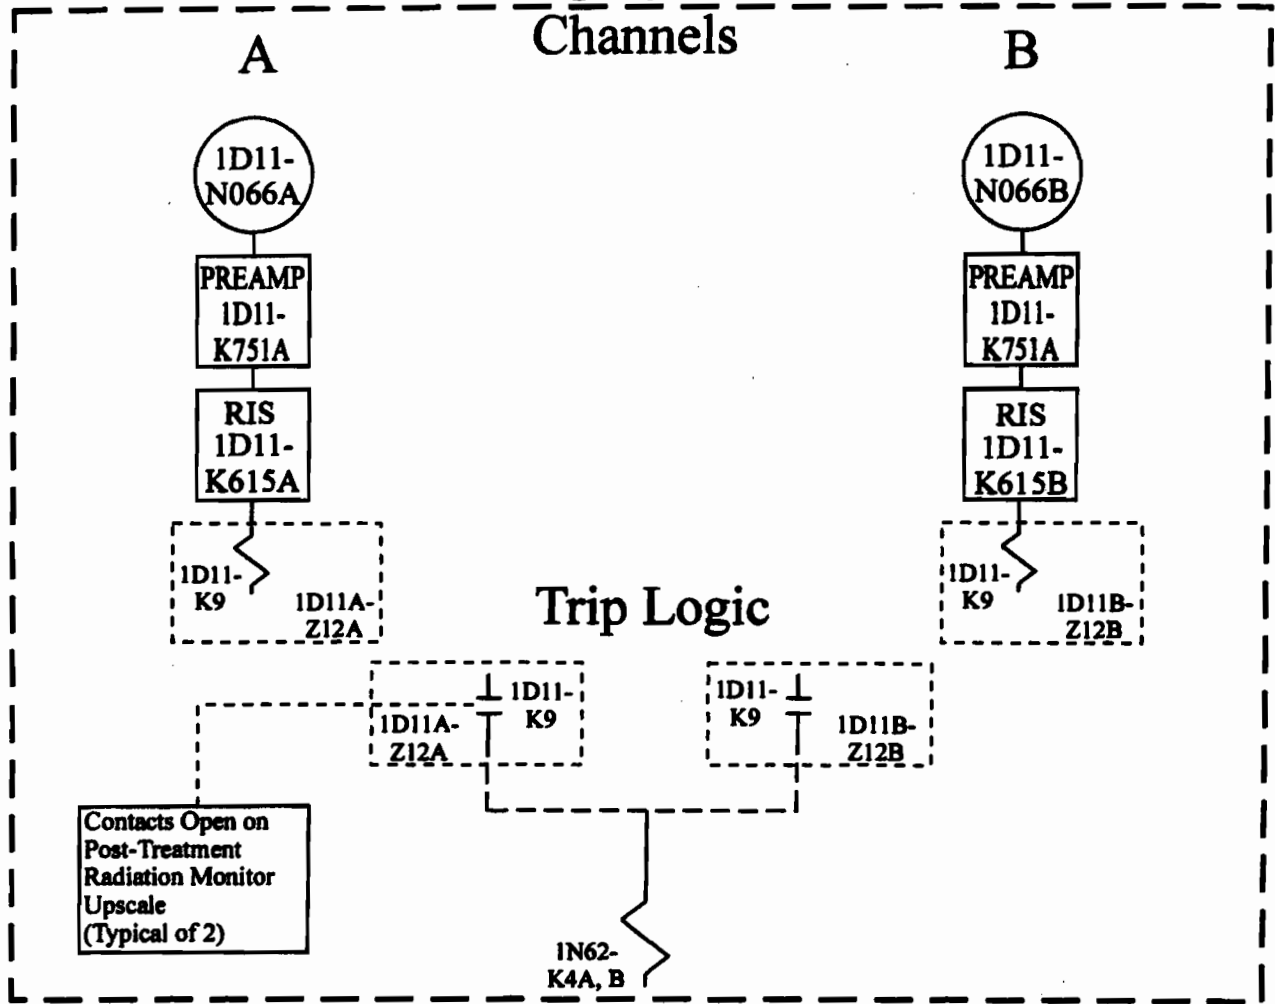 Channels
A
B
1D11-
N066A
1D11-
N066B
PREAMP
1D11-
K751A
PREAMP
1D11-
K751A
RIS
1D11-
K615A
RIS
1D11-
K615B
1D11-
K9
1D11A-
Z12A
1D11-
K9
1D11B-
Z12B
Trip Logic
1D11-
K9
1D11A-
Z12A
1D11-
K9
1D11B-
Z12B
Contacts Open on
Post-Treatment
Radiation Monitor
Upscale
(Typical of 2)
1N62-
K4A, B